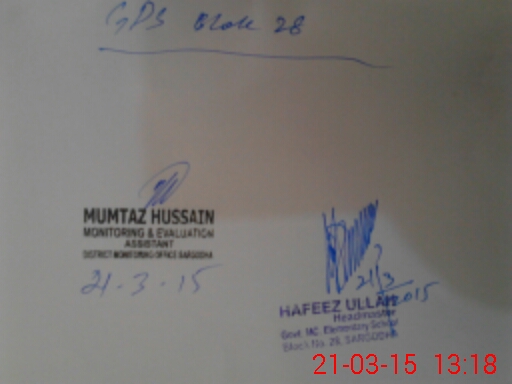 GPS Block 28
MUMTAZ HUSSAIN
MONITORING & EVALUATION
ASSISTANT
DISTRICT MONITORING OFFICE SARGODHA
21-3-15
21/3/2015
HAFEEZ ULLAH
Headmaster
Govt. MC. Elementary School
Block No. 28, SARGODHA
21-03-15 13:18